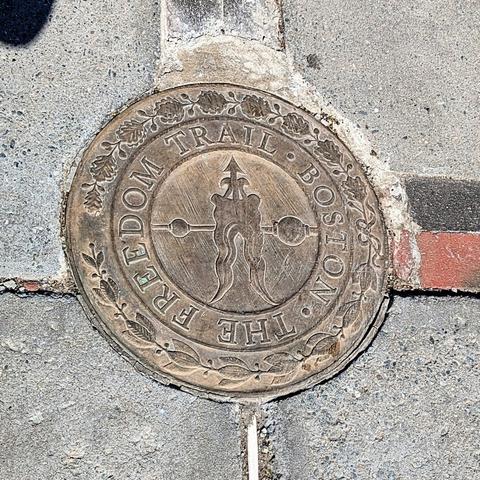 THE FREEDOM TRAIL · BOSTON ·